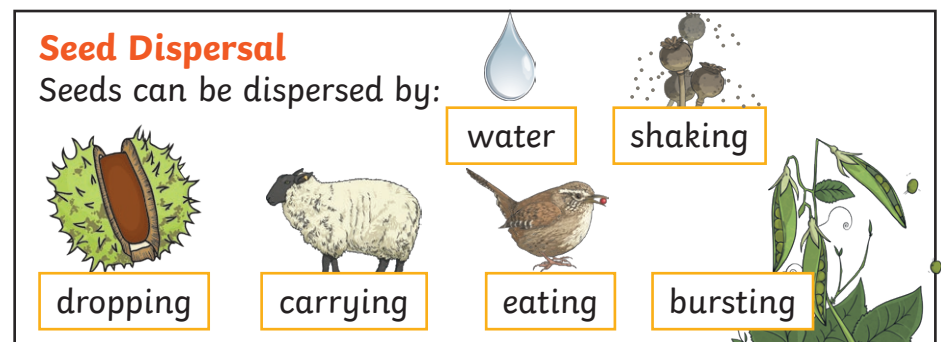 Seed Dispersal
Seeds can be dispersed by:
water
shaking
dropping
carrying
eating
bursting